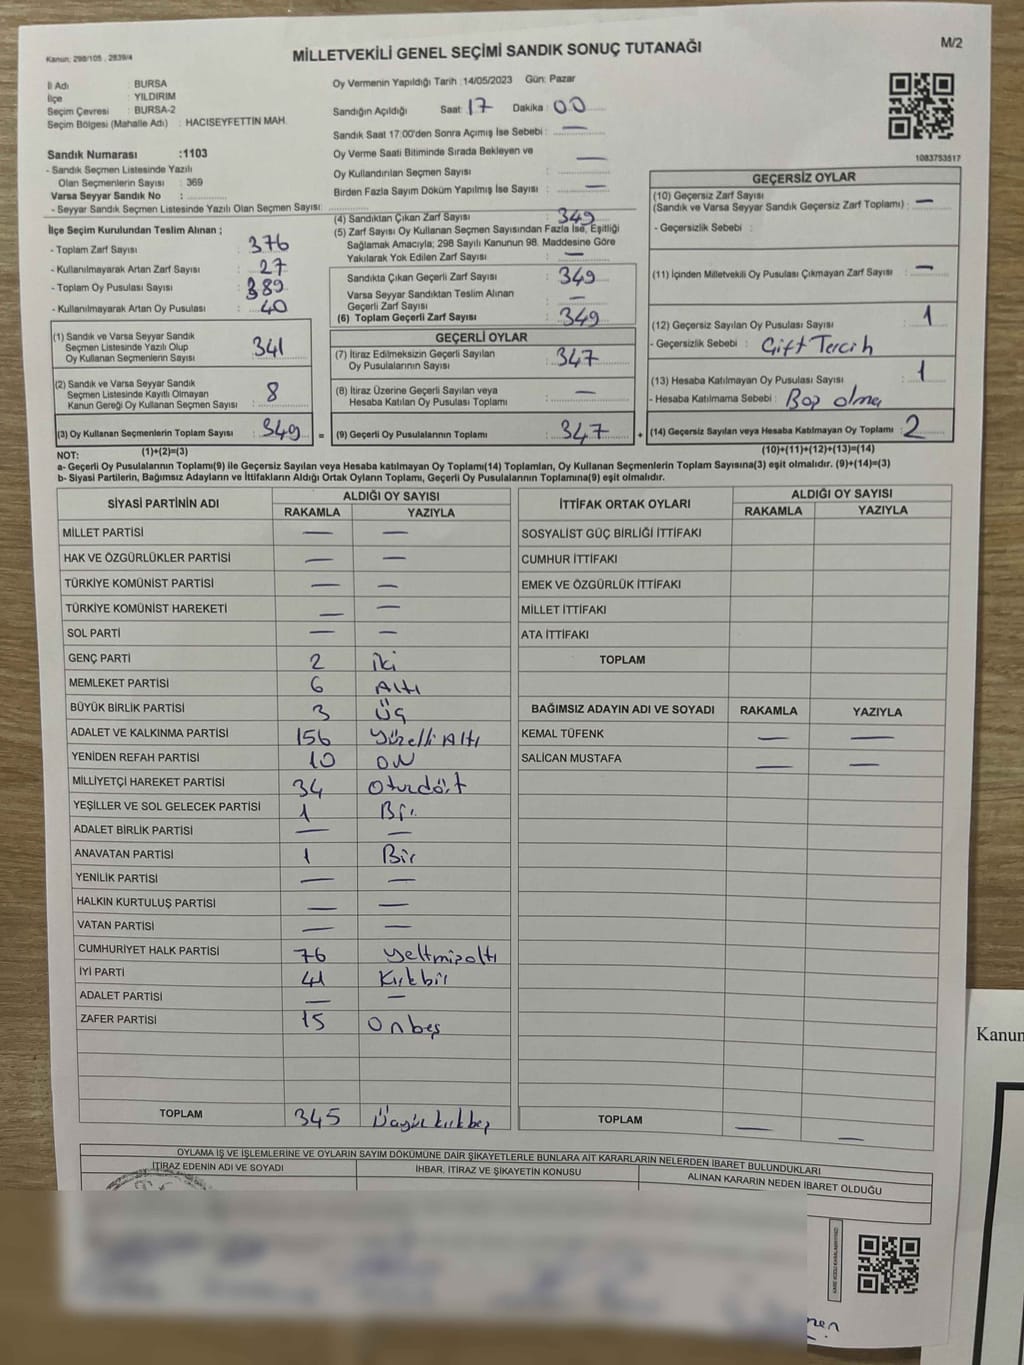 Kanun: 298/105 , 2839/4
MİLLETVEKİLİ GENEL SEÇİMİ SANDIK SONUÇ TUTANAĞI
M/2
İl Adı : BURSA
İlçe : YILDIRIM
Seçim Çevresi : BURSA-2
Seçim Bölgesi (Mahalle Adı) : HACISEYFETTİN MAH.
Oy Vermenin Yapıldığı Tarih :14/05/2023 Gün: Pazar
Sandığın Açıldığı Saat: 17 Dakika : 00
Sandık Saat 17:00'den Sonra Açımış İse Sebebi : —
Oy Verme Saati Bitiminde Sırada Bekleyen ve
Oy Kullandırılan Seçmen Sayısı : —
Birden Fazla Sayım Döküm Yapılmış İse Sayısı : —
1083753517
Sandık Numarası :1103
- Sandık Seçmen Listesinde Yazılı
Olan Seçmenlerin Sayısı : 369
Varsa Seyyar Sandık No :
- Seyyar Sandık Seçmen Listesinde Yazılı Olan Seçmen Sayısı:
İlçe Seçim Kurulundan Teslim Alınan ;
- Toplam Zarf Sayısı : 376
- Kullanılmayarak Artan Zarf Sayısı : 27
- Toplam Oy Pusulası Sayısı : 389
- Kullanılmayarak Artan Oy Pusulası : 40
(1) Sandık ve Varsa Seyyar Sandık
Seçmen Listesinde Yazılı Olup
Oy Kullanan Seçmenlerin Sayısı : 341
(2) Sandık ve Varsa Seyyar Sandık
Seçmen Listesinde Kayıtlı Olmayan
Kanun Gereği Oy Kullanan Seçmen Sayısı : 8
(3) Oy Kullanan Seçmenlerin Toplam Sayısı : 349 =
(4) Sandıktan Çıkan Zarf Sayısı : 349
(5) Zarf Sayısı Oy Kullanan Seçmen Sayısından Fazla İse, Eşitliği
Sağlamak Amacıyla; 298 Sayılı Kanunun 98. Maddesine Göre
Yakılarak Yok Edilen Zarf Sayısı : —
Sandıkta Çıkan Geçerli Zarf Sayısı : 349
Varsa Seyyar Sandıktan Teslim Alınan
Geçerli Zarf Sayısı : —
(6) Toplam Geçerli Zarf Sayısı : 349
GEÇERLİ OYLAR
(7) İtiraz Edilmeksizin Geçerli Sayılan
Oy Pusulalarının Sayısı : 347
(8) İtiraz Üzerine Geçerli Sayılan veya
Hesaba Katılan Oy Pusulası Toplamı : —
(9) Geçerli Oy Pusulalarının Toplamı : 347 +
GEÇERSİZ OYLAR
(10) Geçersiz Zarf Sayısı
(Sandık ve Varsa Seyyar Sandık Geçersiz Zarf Toplamı) : —
- Geçersizlik Sebebi :
(11) İçinden Milletvekili Oy Pusulası Çıkmayan Zarf Sayısı : —
(12) Geçersiz Sayılan Oy Pusulası Sayısı : 1
- Geçersizlik Sebebi : Çift Tercih
(13) Hesaba Katılmayan Oy Pusulası Sayısı : 1
- Hesaba Katılmama Sebebi : Boş olma
(14) Geçersiz Sayılan veya Hesaba Katılmayan Oy Toplamı : 2
NOT: (1)+(2)=(3) (10)+(11)+(12)+(13)=(14)
a- Geçerli Oy Pusulalarının Toplamı(9) ile Geçersiz Sayılan veya Hesaba katılmayan Oy Toplamı(14) Toplamları, Oy Kullanan Seçmenlerin Toplam Sayısına(3) eşit olmalıdır. (9)+(14)=(3)
b- Siyasi Partilerin, Bağımsız Adayların ve İttifakların Aldığı Ortak Oyların Toplamı, Geçerli Oy Pusulalarının Toplamına(9) eşit olmalıdır.
SİYASİ PARTİNİN ADI ALDIĞI OY SAYISI
RAKAMLA YAZIYLA
MİLLET PARTİSİ — —
HAK VE ÖZGÜRLÜKLER PARTİSİ — —
TÜRKİYE KOMÜNİST PARTİSİ — —
TÜRKİYE KOMÜNİST HAREKETİ — —
SOL PARTİ — —
GENÇ PARTİ 2 iki
MEMLEKET PARTİSİ 6 Altı
BÜYÜK BİRLİK PARTİSİ 3 Üç
ADALET VE KALKINMA PARTİSİ 156 Yüzelli Altı
YENİDEN REFAH PARTİSİ 10 ON
MİLLİYETÇİ HAREKET PARTİSİ 34 Otuzdört
YEŞİLLER VE SOL GELECEK PARTİSİ 1 Bir
ADALET BİRLİK PARTİSİ — —
ANAVATAN PARTİSİ 1 Bir
YENİLİK PARTİSİ — —
HALKIN KURTULUŞ PARTİSİ — —
VATAN PARTİSİ — —
CUMHURİYET HALK PARTİSİ 76 yeltmişaltı
İYİ PARTİ 41 Kırkbir
ADALET PARTİSİ — —
ZAFER PARTİSİ 15 Onbeş
TOPLAM 345 Üçyüz kırkbeş
İTTİFAK ORTAK OYLARI ALDIĞI OY SAYISI
RAKAMLA YAZIYLA
SOSYALİST GÜÇ BİRLİĞİ İTTİFAKI
CUMHUR İTTİFAKI
EMEK VE ÖZGÜRLÜK İTTİFAKI
MİLLET İTTİFAKI
ATA İTTİFAKI
TOPLAM
BAĞIMSIZ ADAYIN ADI VE SOYADI RAKAMLA YAZIYLA
KEMAL TÜFENK — —
SALİCAN MUSTAFA — —
TOPLAM — —
OYLAMA İŞ VE İŞLEMLERİNE VE OYLARIN SAYIM DÖKÜMÜNE DAİR ŞİKAYETLERLE BUNLARA AİT KARARLARIN NELERDEN İBARET BULUNDUKLARI
İTİRAZ EDENİN ADI VE SOYADI İHBAR, İTİRAZ VE ŞİKAYETİN KONUSU ALINAN KARARIN NEDEN İBARET OLDUĞU
Kanun